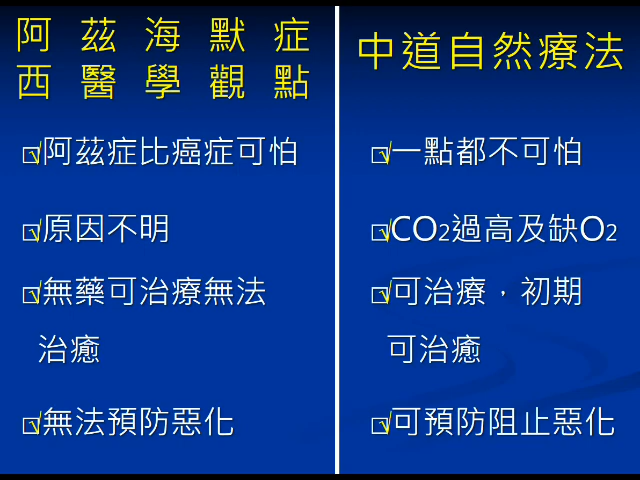 阿茲海默症
西醫學觀點
阿茲症比癌症可怕
原因不明
無藥可治療無法
治癒
無法預防惡化
中道自然療法
一點都不可怕
CO2過高及缺O2
可治療，初期
可治癒
可預防阻止惡化